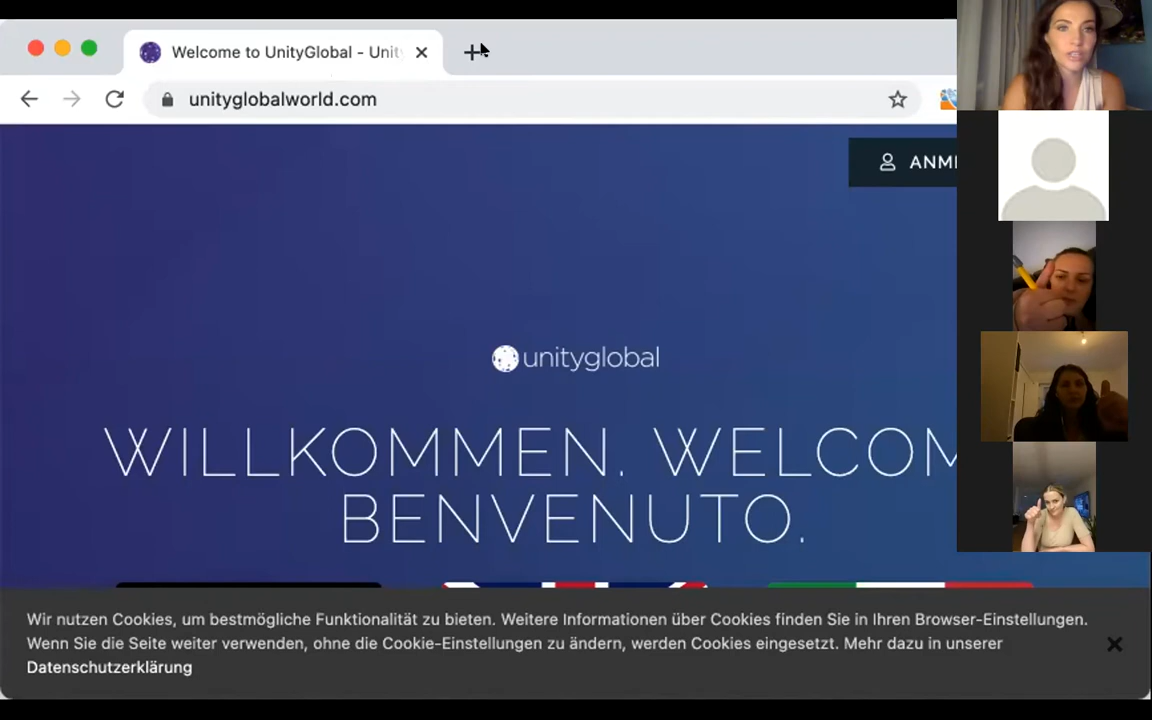 Welcome to UnityGlobal - Unit
unityglobalworld.com
ANM
unityglobal
WILLKOMMEN. WELCOM
BENVENUTO.
Wir nutzen Cookies, um bestmögliche Funktionalität zu bieten. Weitere Informationen über Cookies finden Sie in Ihren Browser-Einstellungen.
Wenn Sie die Seite weiter verwenden, ohne die Cookie-Einstellungen zu ändern, werden Cookies eingesetzt. Mehr dazu in unserer
Datenschutzerklärung